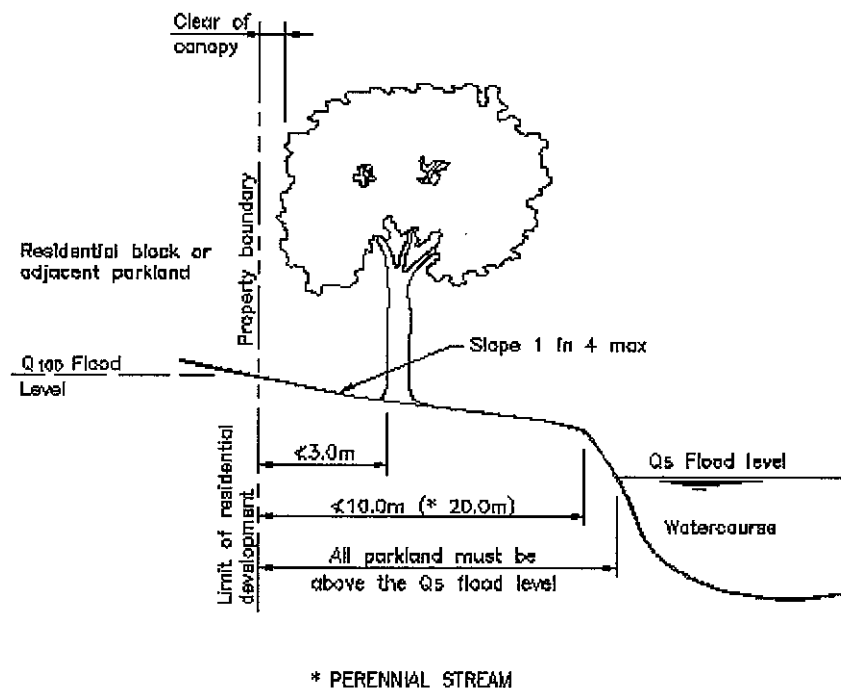 Clear of
canopy
Property boundary
Residential block or
adjacent parkland
Slope 1 in 4 max
Q100 Flood
Level
≮3.0m
Q5 Flood level
≮10.0m (* 20.0m)
Watercourse
Limit of residential
development
All parkland must be
above the Q5 flood level
* PERENNIAL STREAM